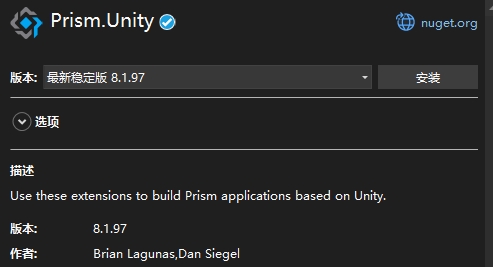 Prism.Unity
nuget.org
版本: 最新稳定版 8.1.97 安装
选项
描述
Use these extensions to build Prism applications based on Unity.
版本: 8.1.97
作者: Brian Lagunas,Dan Siegel